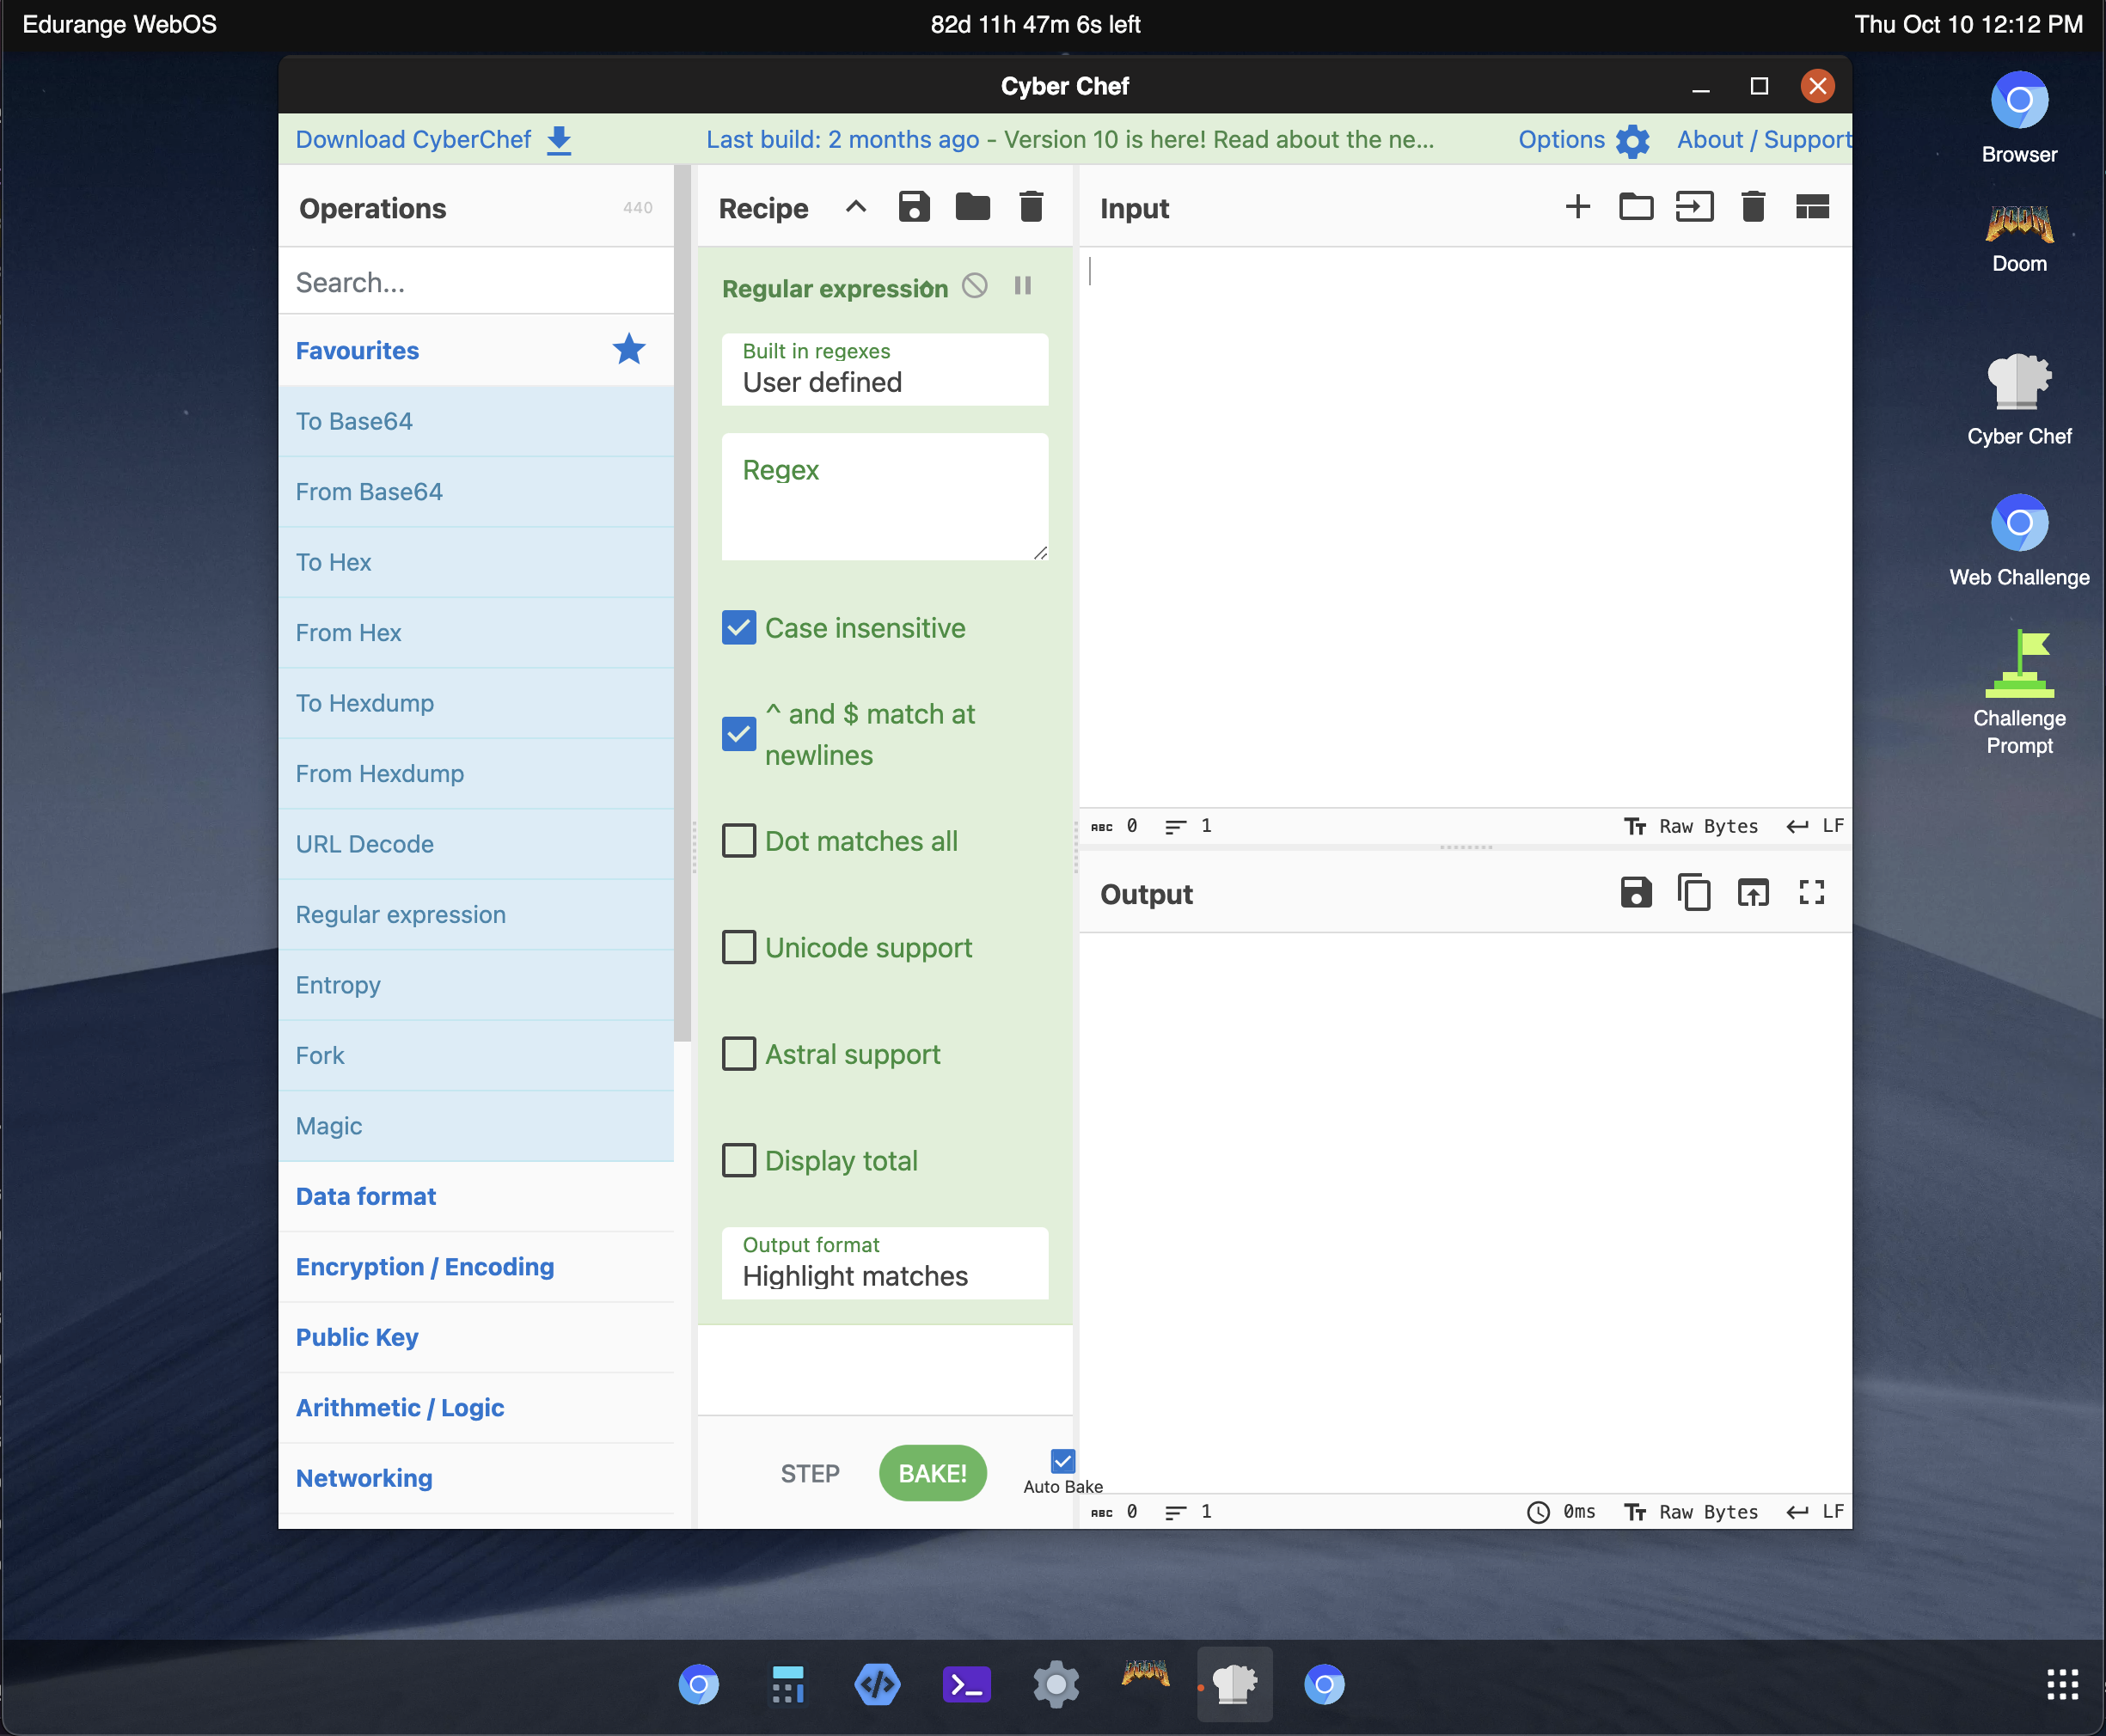 Edurange WebOS
82d 11h 47m 6s left
Thu Oct 10 12:12 PM
Cyber Chef
Download CyberChef
Last build: 2 months ago - Version 10 is here! Read about the ne...
Options
About / Support
Operations
440
Search...
Favourites
To Base64
From Base64
To Hex
From Hex
To Hexdump
From Hexdump
URL Decode
Regular expression
Entropy
Fork
Magic
Data format
Encryption / Encoding
Public Key
Arithmetic / Logic
Networking
Recipe
Regular expression
Built in regexes
User defined
Regex
Case insensitive
^ and $ match at
newlines
Dot matches all
Unicode support
Astral support
Display total
Output format
Highlight matches
STEP
BAKE!
Auto Bake
Input
ABC 0
1
Raw Bytes
LF
Output
ABC 0
1
0ms
Raw Bytes
LF
Browser
DOOM
Doom
Cyber Chef
Web Challenge
Challenge
Prompt
DOOM